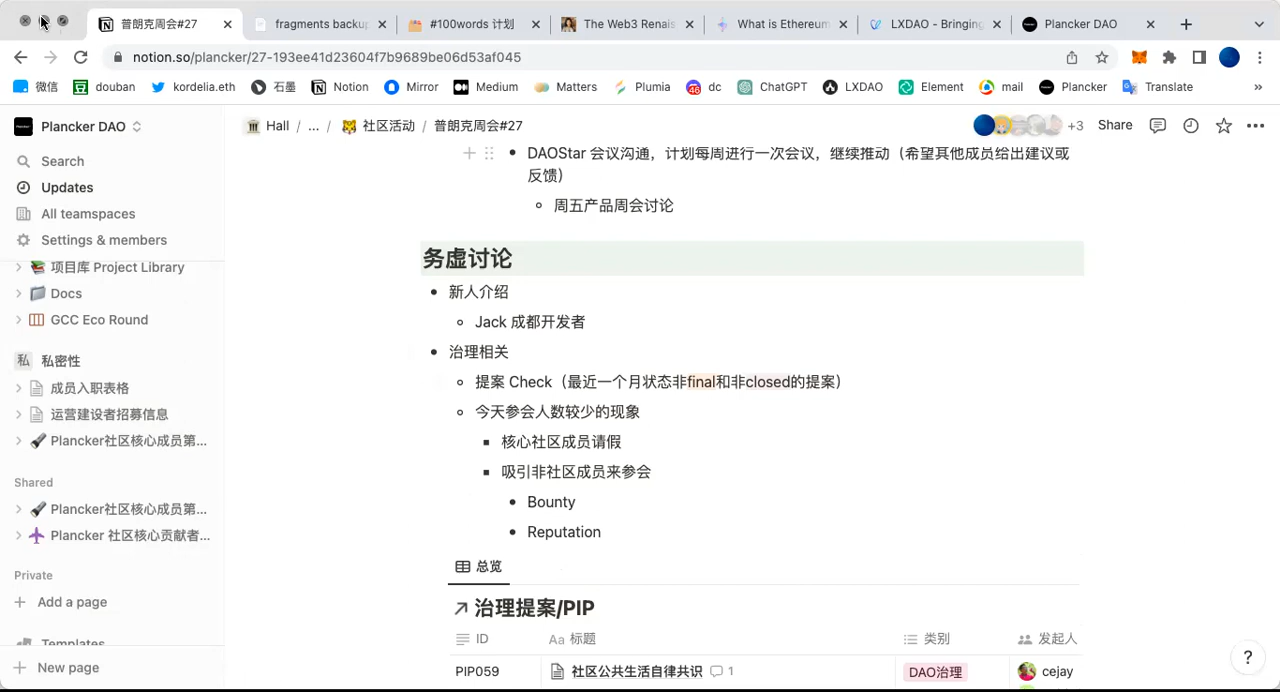 普朗克周会#27
fragments backup
#100words 计划
The Web3 Renais
What is Ethereum
LXDAO - Bringing
Plancker DAO
notion.so/plancker/27-193ee41d23604f7b9689be06d53af045
微信
douban
kordelia.eth
石墨
Notion
Mirror
Medium
Matters
Plumia
46 dc
ChatGPT
LXDAO
Element
mail
Plancker
Translate
»
Plancker DAO
Hall / ... / 社区活动 / 普朗克周会#27
+3
Share
Search
Updates
All teamspaces
Settings & members
项目库 Project Library
Docs
GCC Eco Round
私 私密性
成员入职表格
运营建设者招募信息
Plancker社区核心成员第...
Shared
Plancker社区核心成员第...
Plancker 社区核心贡献者...
Private
Add a page
Templates
New page
DAOStar 会议沟通，计划每周进行一次会议，继续推动（希望其他成员给出建议或
反馈）
周五产品周会讨论
务虚讨论
新人介绍
Jack 成都开发者
治理相关
提案 Check（最近一个月状态非final和非closed的提案）
今天参会人数较少的现象
核心社区成员请假
吸引非社区成员来参会
Bounty
Reputation
总览
治理提案/PIP
ID
Aa 标题
类别
发起人
PIP059
社区公共生活自律共识 1
DAO治理
cejay
?